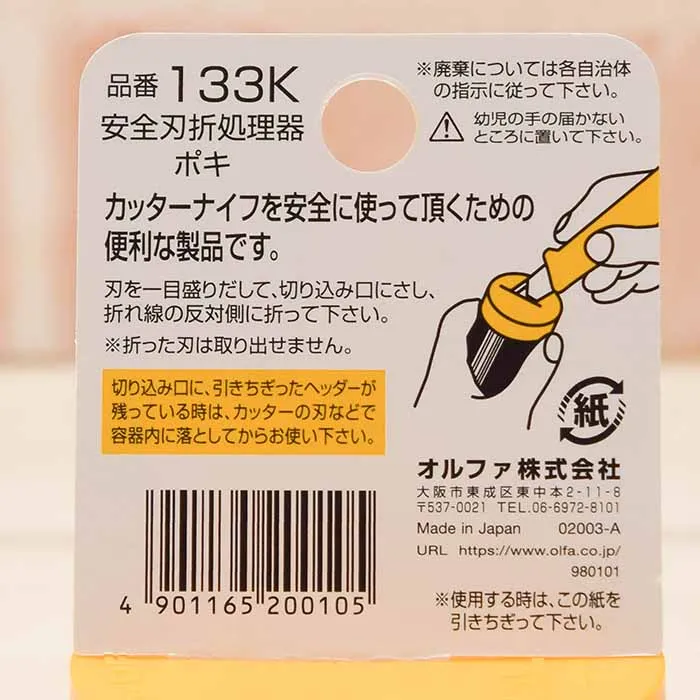 品番 133K
安全刃折処理器
ポキ
※廃棄については各自治体
の指示に従って下さい。
幼児の手の届かない
ところに置いて下さい。
カッターナイフを安全に使って頂くための
便利な製品です。
刃を一目盛りだして、切り込み口にさし、
折れ線の反対側に折って下さい。
※折った刃は取り出せません。
切り込み口に、引きちぎったヘッダーが
残っている時は、カッターの刃などで
容器内に落としてからお使い下さい。
紙
オルファ株式会社
大阪市東成区東中本2-11-8
〒537-0021 TEL.06-6972-8101
Made in Japan 02003-A
URL https://www.olfa.co.jp/
980101
4 901165 200105
※使用する時は、この紙を
引きちぎって下さい。